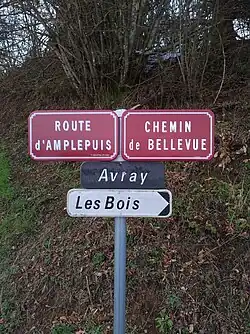 ROUTE
d'AMPLEPUIS
CHEMIN
de BELLEVUE
Avray
Les Bois